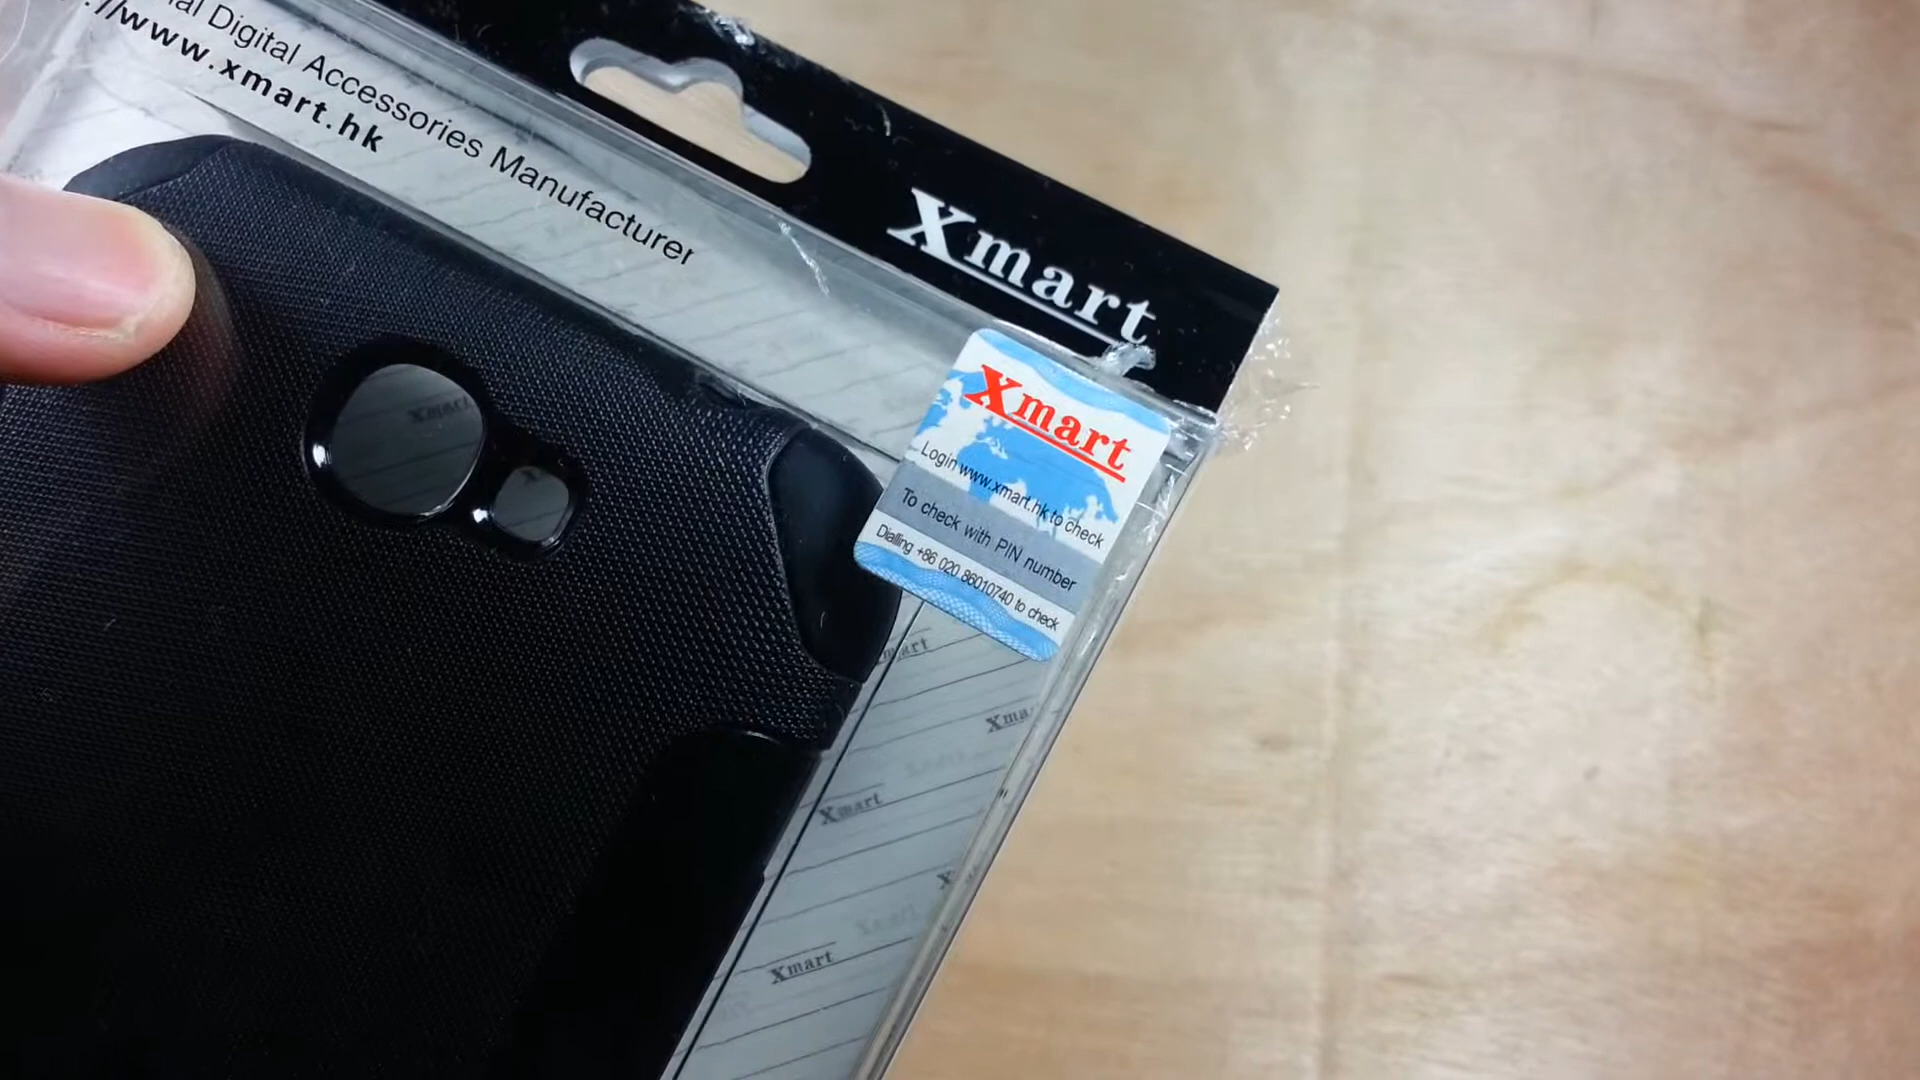 Digital Accessories Manufacturer
//www.xmart.hk
Xmart
Xmart
Login www.xmart.hk to check
To check with PIN number
Dialling +86 020 86010740 to check
Xmart
Xmart
Xmart
Xmart